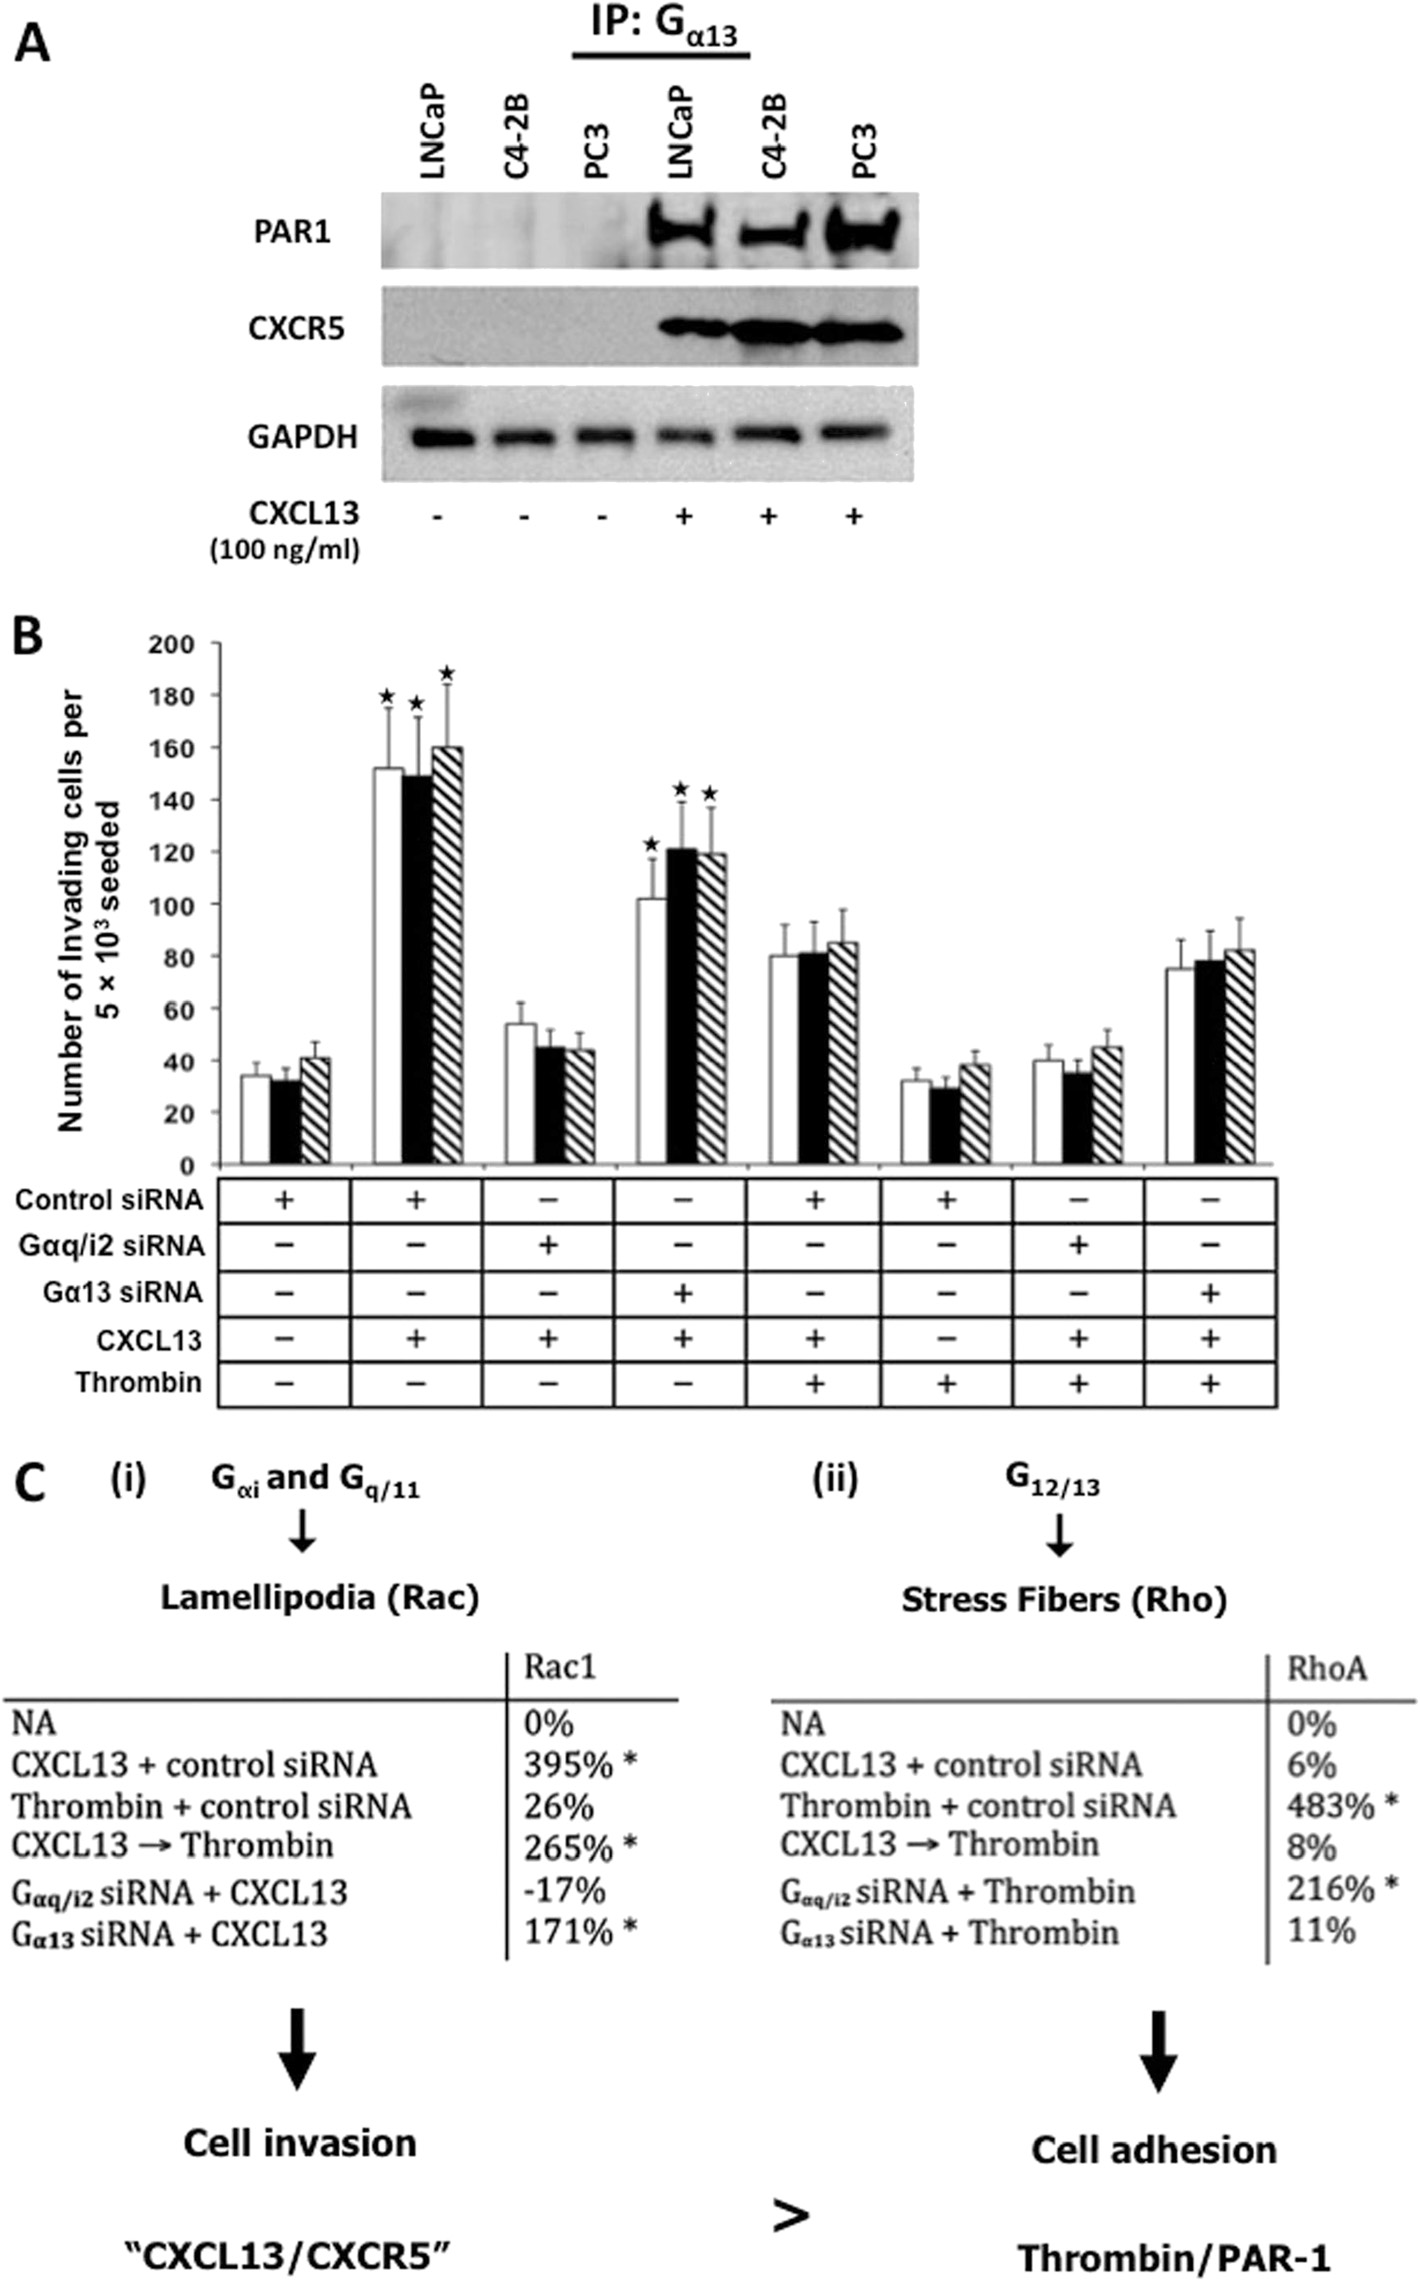 A
IP: Gα13
LNCaP C4-2B PC3 LNCaP C4-2B PC3
PAR1
CXCR5
GAPDH
CXCL13 - - - + + +
(100 ng/ml)
B
Number of Invading cells per
5 × 10³ seeded
200
180
160
140
120
100
80
60
40
20
0
★ ★ ★ ★ ★ ★
Control siRNA + + − − + + − −
Gαq/i2 siRNA − − + − − − + −
Gα13 siRNA − − − + − − − +
CXCL13 − + + + + − + +
Thrombin − − − − + + + +
C (i) Gαi and Gq/11
↓
Lamellipodia (Rac)
Rac1
NA 0%
CXCL13 + control siRNA 395% *
Thrombin + control siRNA 26%
CXCL13 → Thrombin 265% *
Gαq/i2 siRNA + CXCL13 -17%
Gα13 siRNA + CXCL13 171% *
Cell invasion
“CXCL13/CXCR5”
(ii) G12/13
↓
Stress Fibers (Rho)
RhoA
NA 0%
CXCL13 + control siRNA 6%
Thrombin + control siRNA 483% *
CXCL13 → Thrombin 8%
Gαq/i2 siRNA + Thrombin 216% *
Gα13 siRNA + Thrombin 11%
Cell adhesion
>
Thrombin/PAR-1